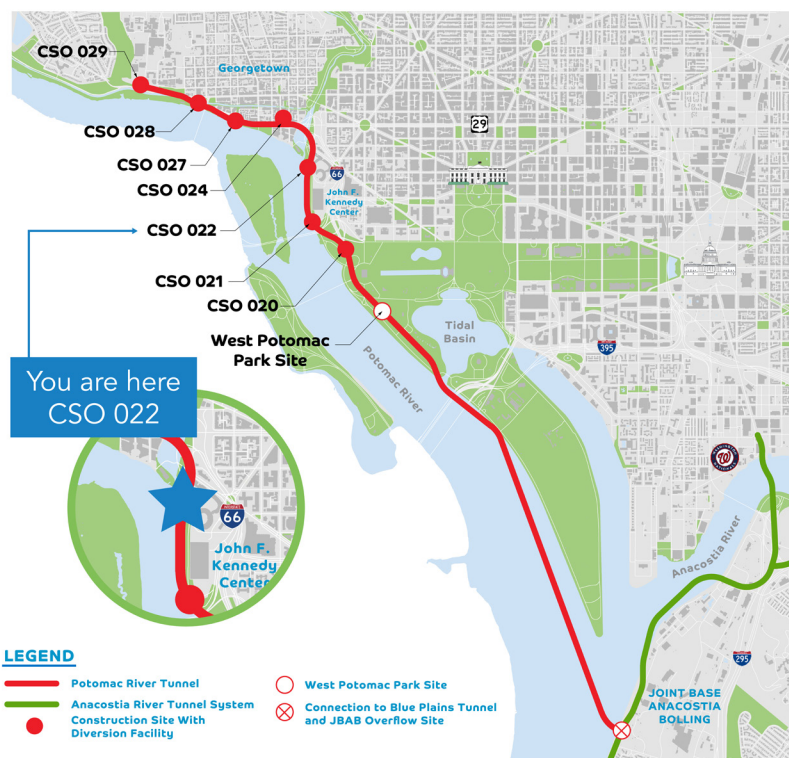 CSO 029
Georgetown
CSO 028
29
CSO 027
CSO 024
66
John F.
Kennedy
Center
CSO 022
CSO 021
CSO 020
West Potomac
Park Site
Tidal
Basin
395
Potomac River
You are here
CSO 022
W
66
John F.
Kennedy
Center
Anacostia River
295
JOINT BASE
ANACOSTIA
BOLLING
LEGEND
Potomac River Tunnel
Anacostia River Tunnel System
Construction Site With
Diversion Facility
West Potomac Park Site
Connection to Blue Plains Tunnel
and JBAB Overflow Site